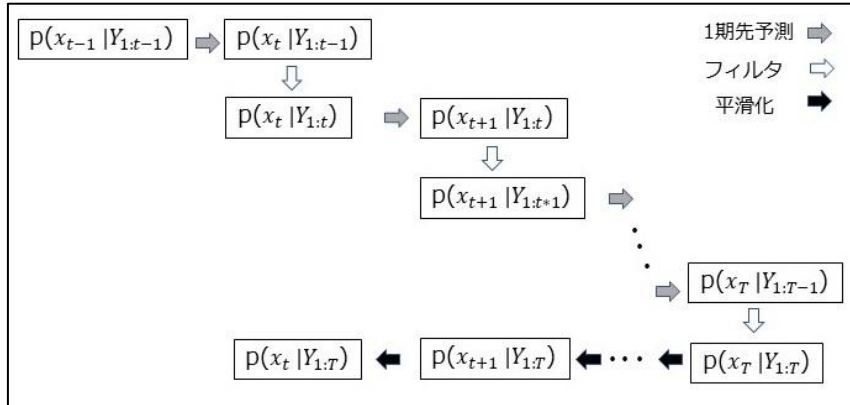 p(x_{t−1} |Y_{1:t−1}) p(x_t |Y_{1:t−1}) 1期先予測
フィルタ
p(x_t |Y_{1:t}) p(x_{t+1} |Y_{1:t}) 平滑化
p(x_{t+1} |Y_{1:t*1})
p(x_T |Y_{1:T−1})
p(x_t |Y_{1:T}) p(x_{t+1} |Y_{1:T}) ··· p(x_T |Y_{1:T})